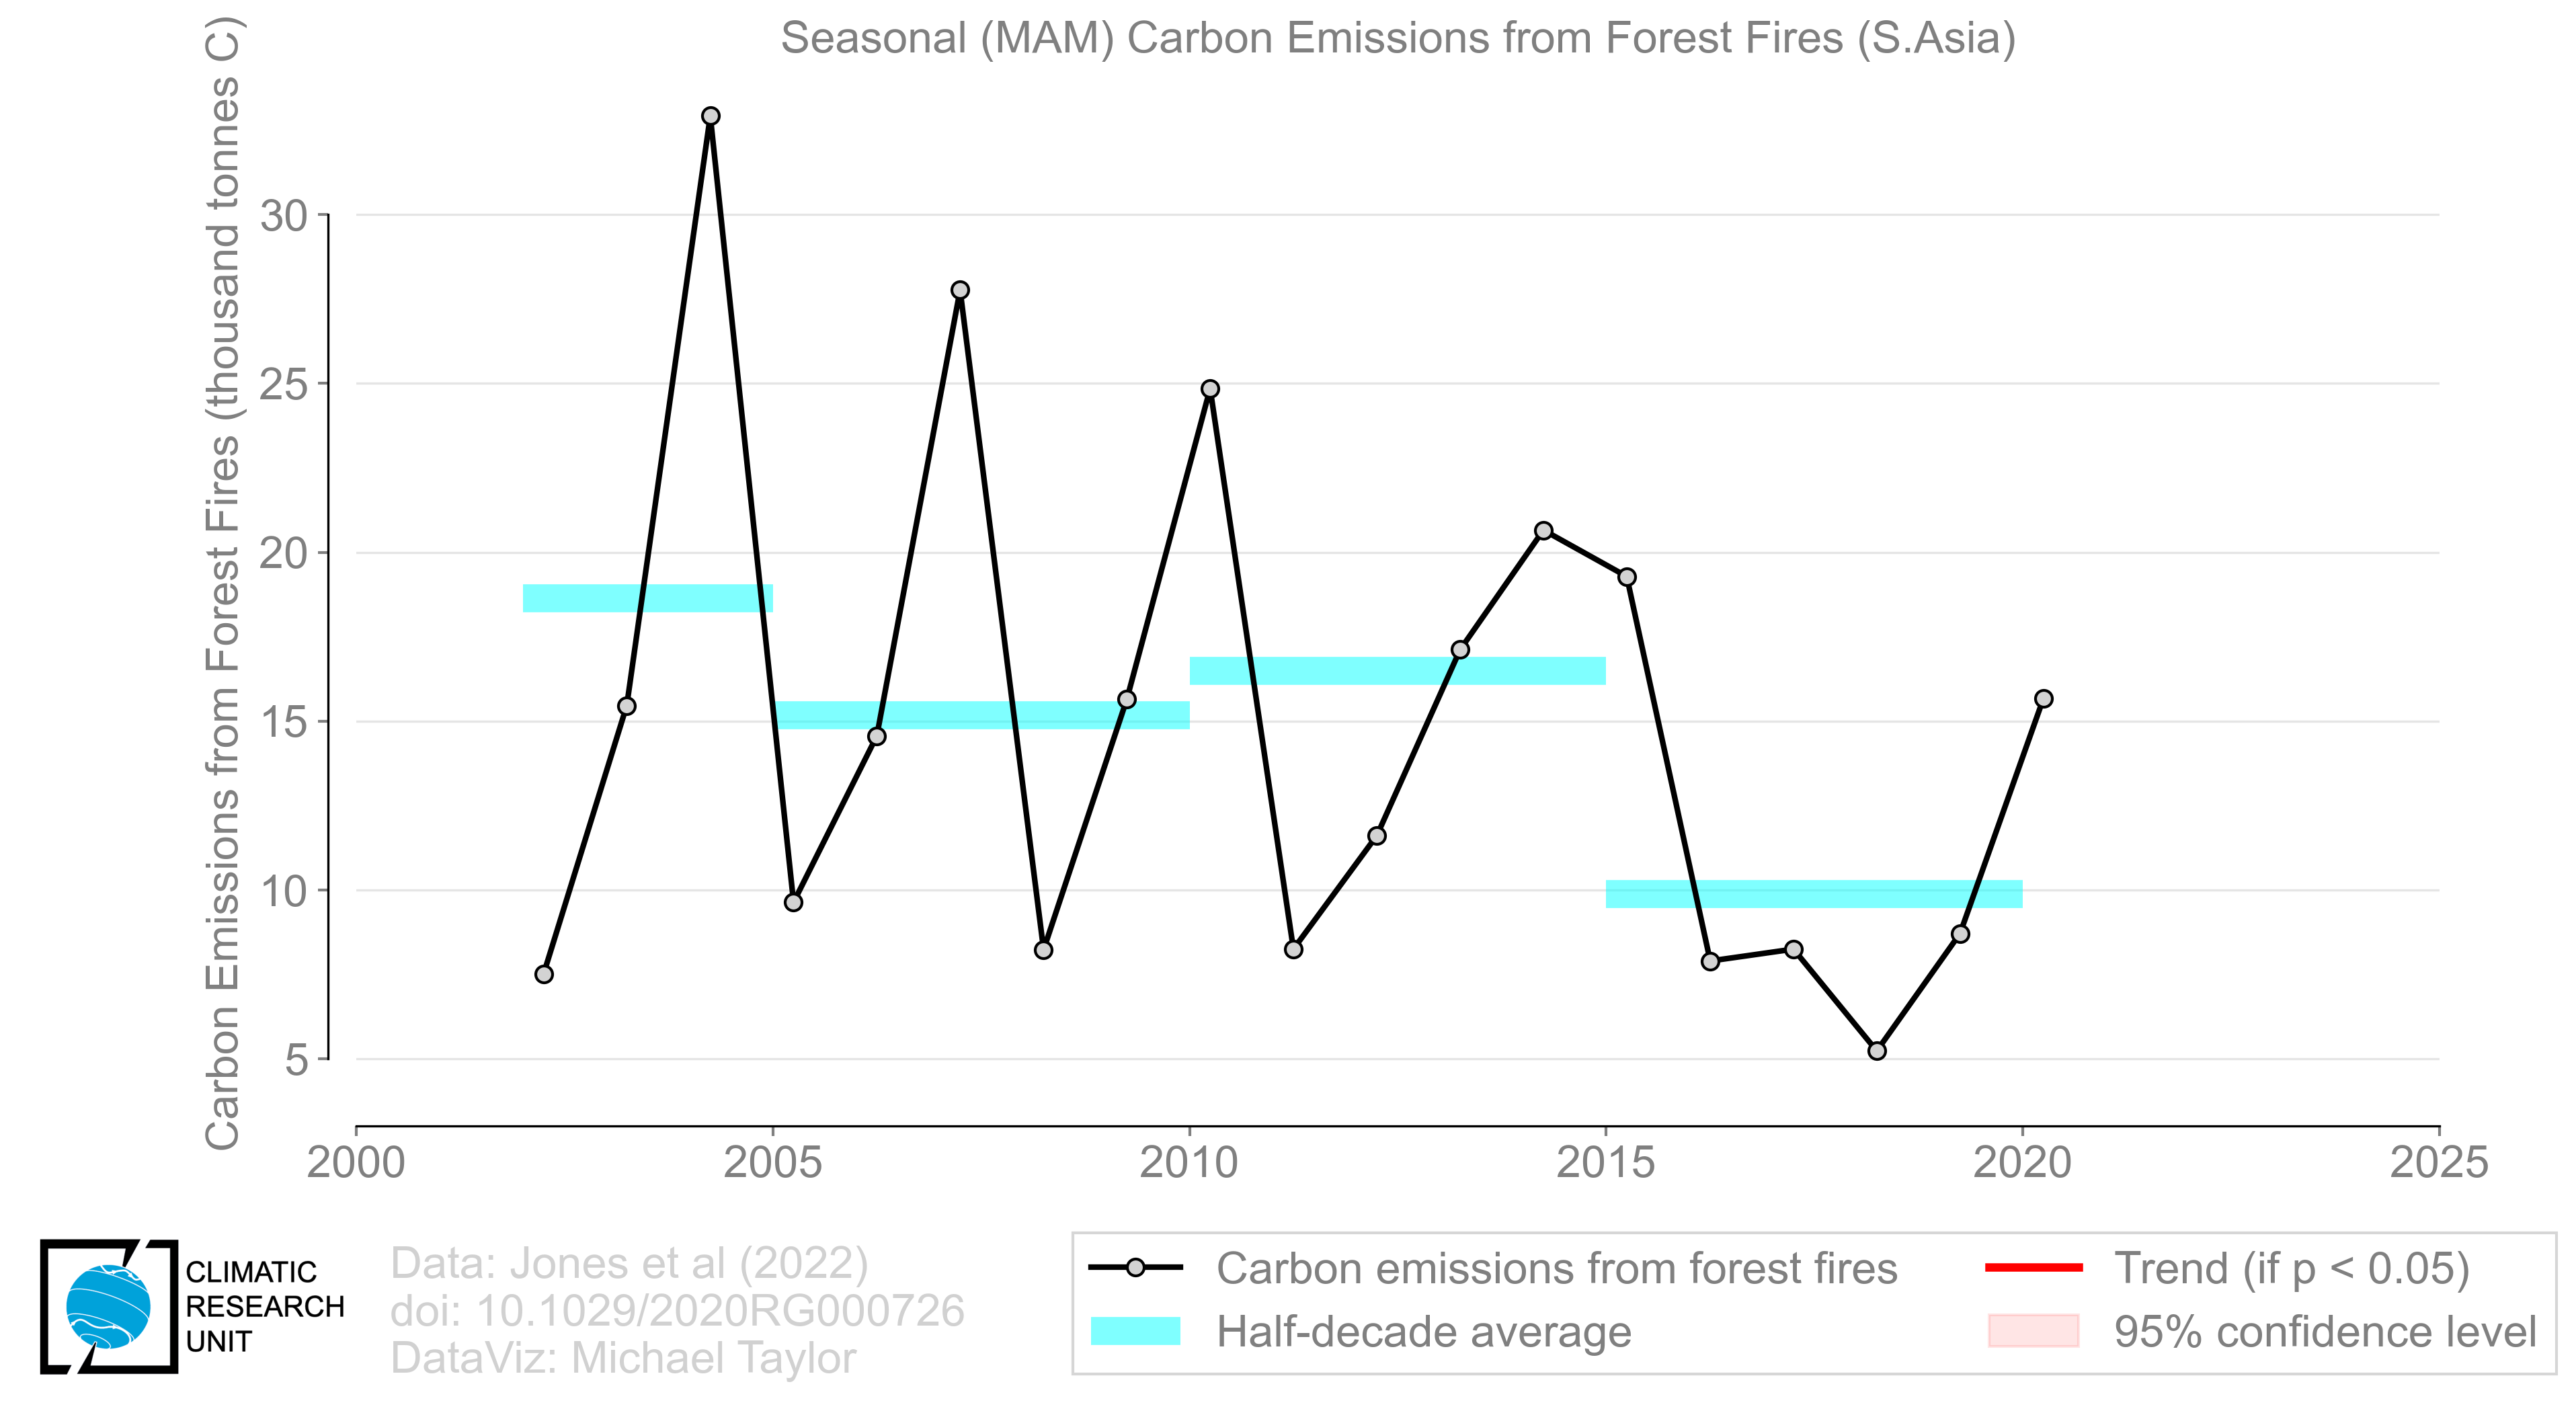 Seasonal (MAM) Carbon Emissions from Forest Fires (S.Asia)
Carbon Emissions from Forest Fires (thousand tonnes C)
30
25
20
15
10
5
2000
2005
2010
2015
2020
2025
CLIMATIC
RESEARCH
UNIT
Data: Jones et al (2022)
doi: 10.1029/2020RG000726
DataViz: Michael Taylor
Carbon emissions from forest fires
Half-decade average
Trend (if p < 0.05)
95% confidence level